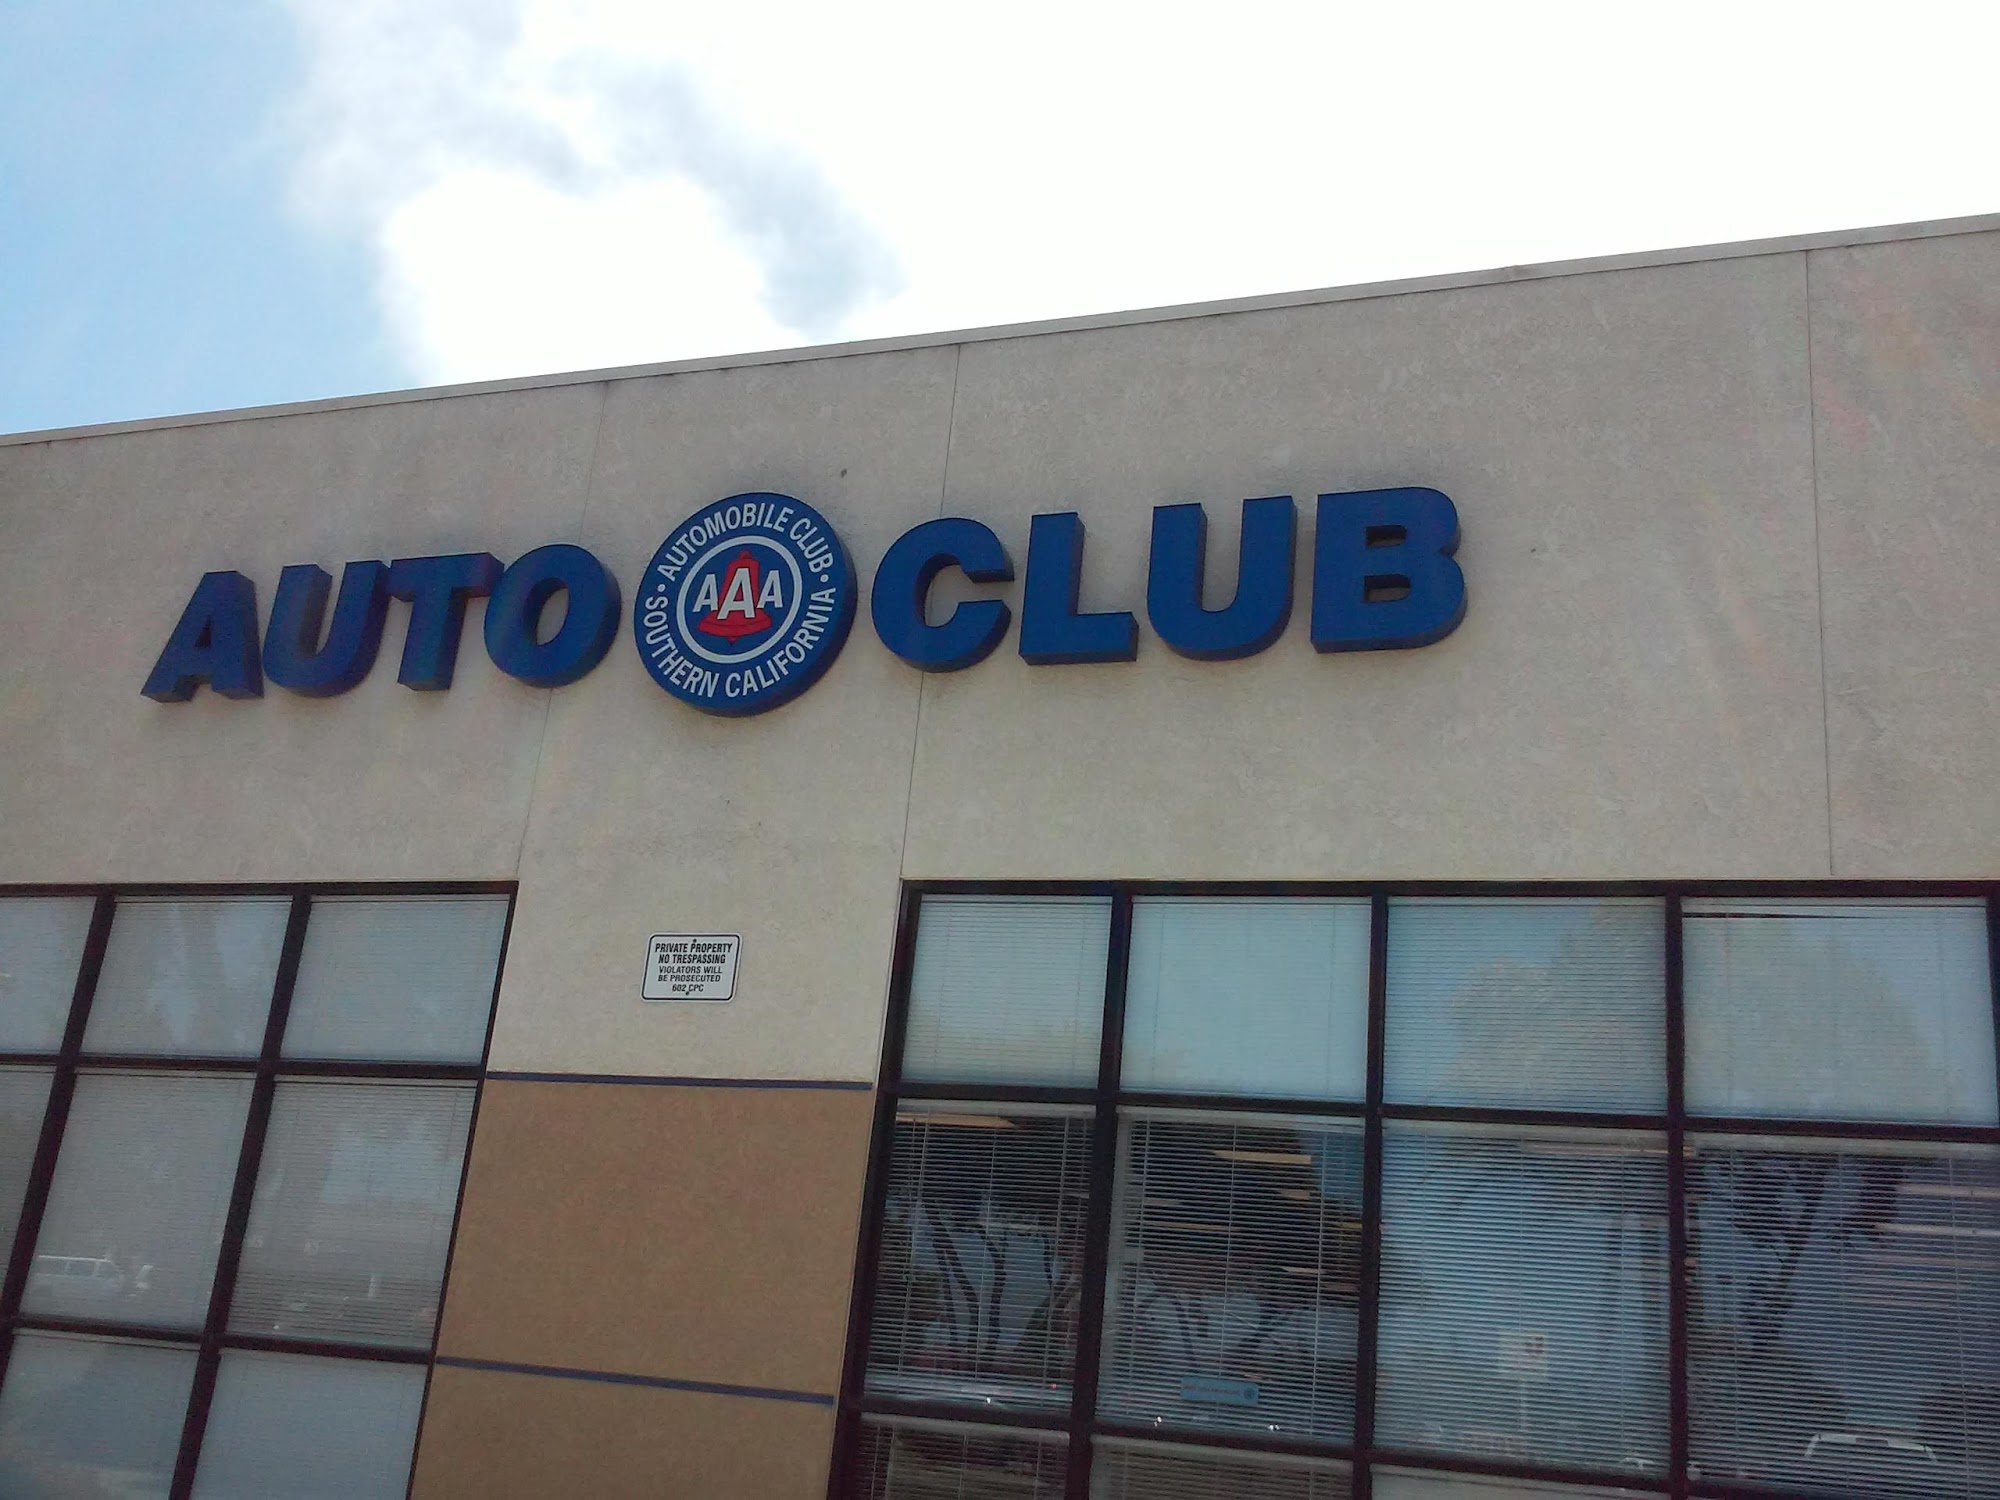 AUTO CLUB
AUTOMOBILE CLUB
AAA
SOUTHERN CALIFORNIA
PRIVATE PROPERTY
NO TRESPASSING
VIOLATORS WILL
BE PROSECUTED
602 CPC